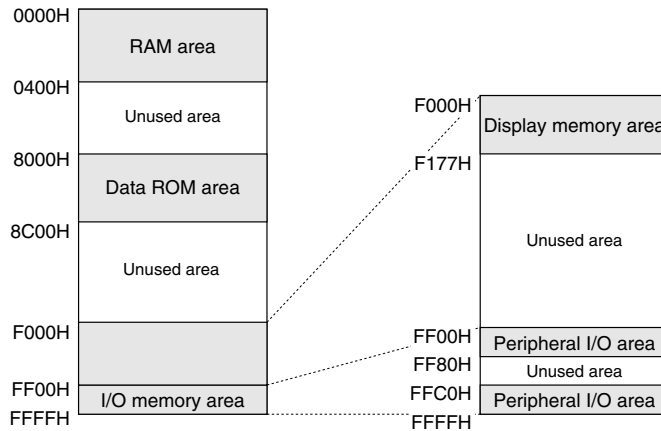 0000H
RAM area
0400H
Unused area
8000H
Data ROM area
8C00H
Unused area
F000H
FF00H
I/O memory area
FFFFH
F000H
Display memory area
F177H
Unused area
FF00H
Peripheral I/O area
FF80H
Unused area
FFC0H
Peripheral I/O area
FFFFH